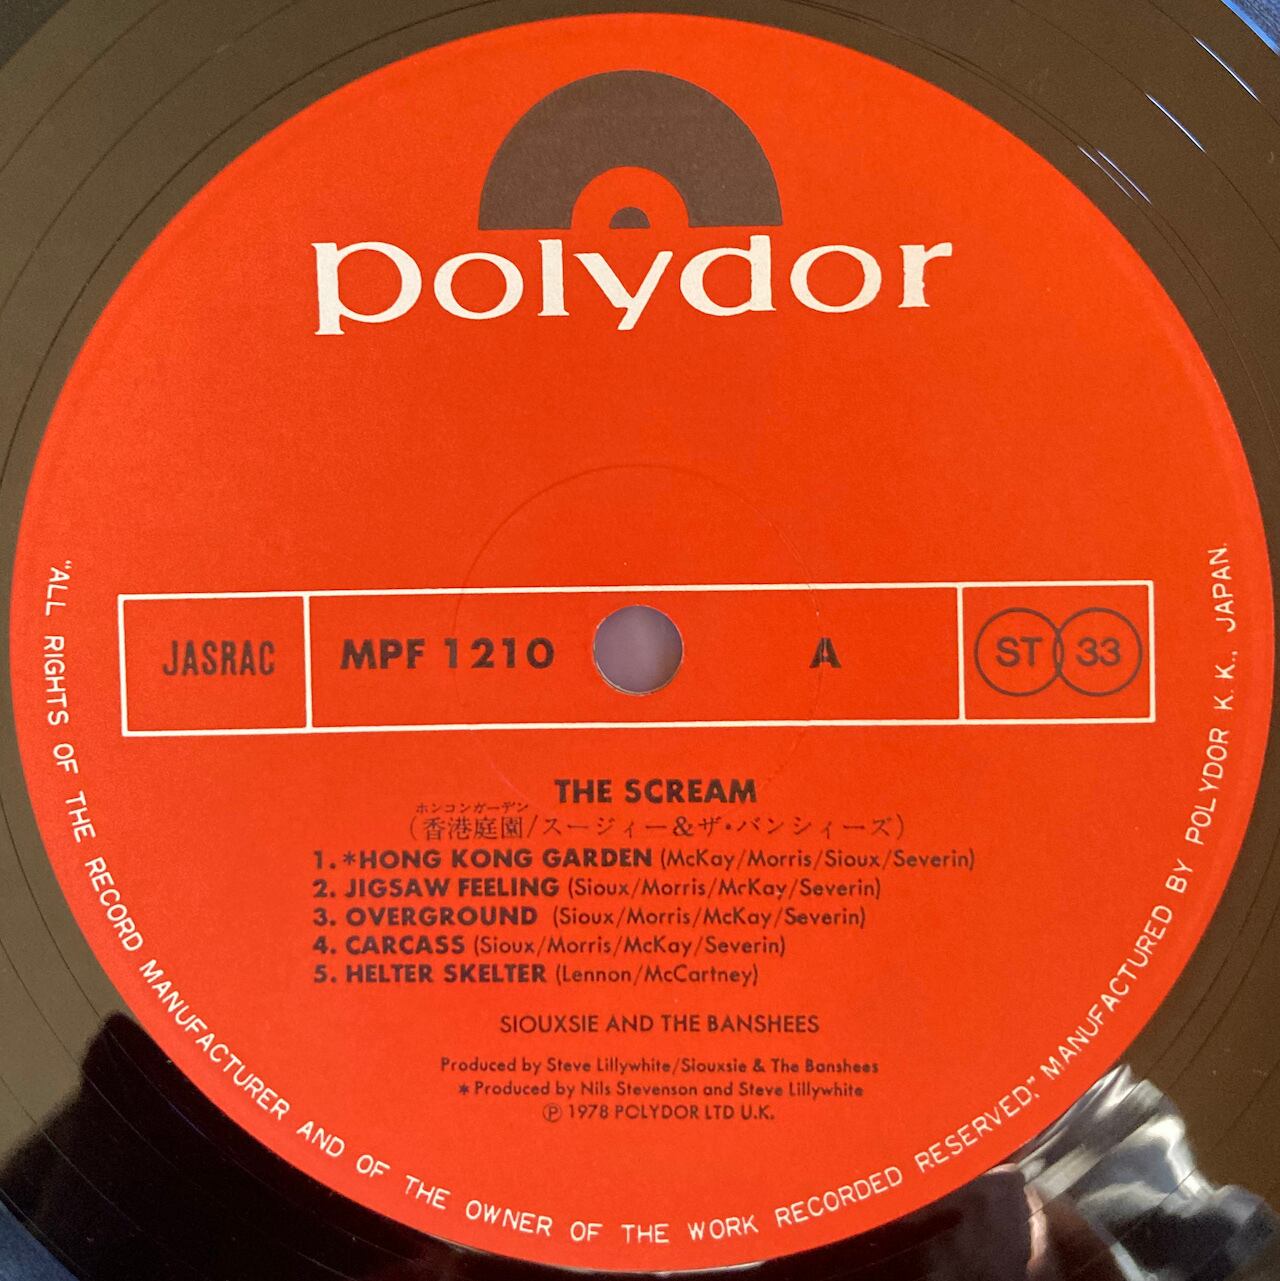 polydor
JASRAC MPF 1210 A ST 33
THE SCREAM
ホンコンガーデン
(香港庭園/スージィー&ザ・バンシィーズ)
1. *HONG KONG GARDEN (McKay/Morris/Sioux/Severin)
2. JIGSAW FEELING (Sioux/Morris/McKay/Severin)
3. OVERGROUND (Sioux/Morris/McKay/Severin)
4. CARCASS (Sioux/Morris/McKay/Severin)
5. HELTER SKELTER (Lennon/McCartney)
SIOUXSIE AND THE BANSHEES
Produced by Steve Lillywhite/Siouxsie & The Banshees
* Produced by Nils Stevenson and Steve Lillywhite
Ⓟ 1978 POLYDOR LTD U.K.
"ALL RIGHTS OF THE RECORD MANUFACTURER AND OF THE OWNER OF THE WORK RECORDED RESERVED;" MANUFACTURED BY POLYDOR K.K., JAPAN.